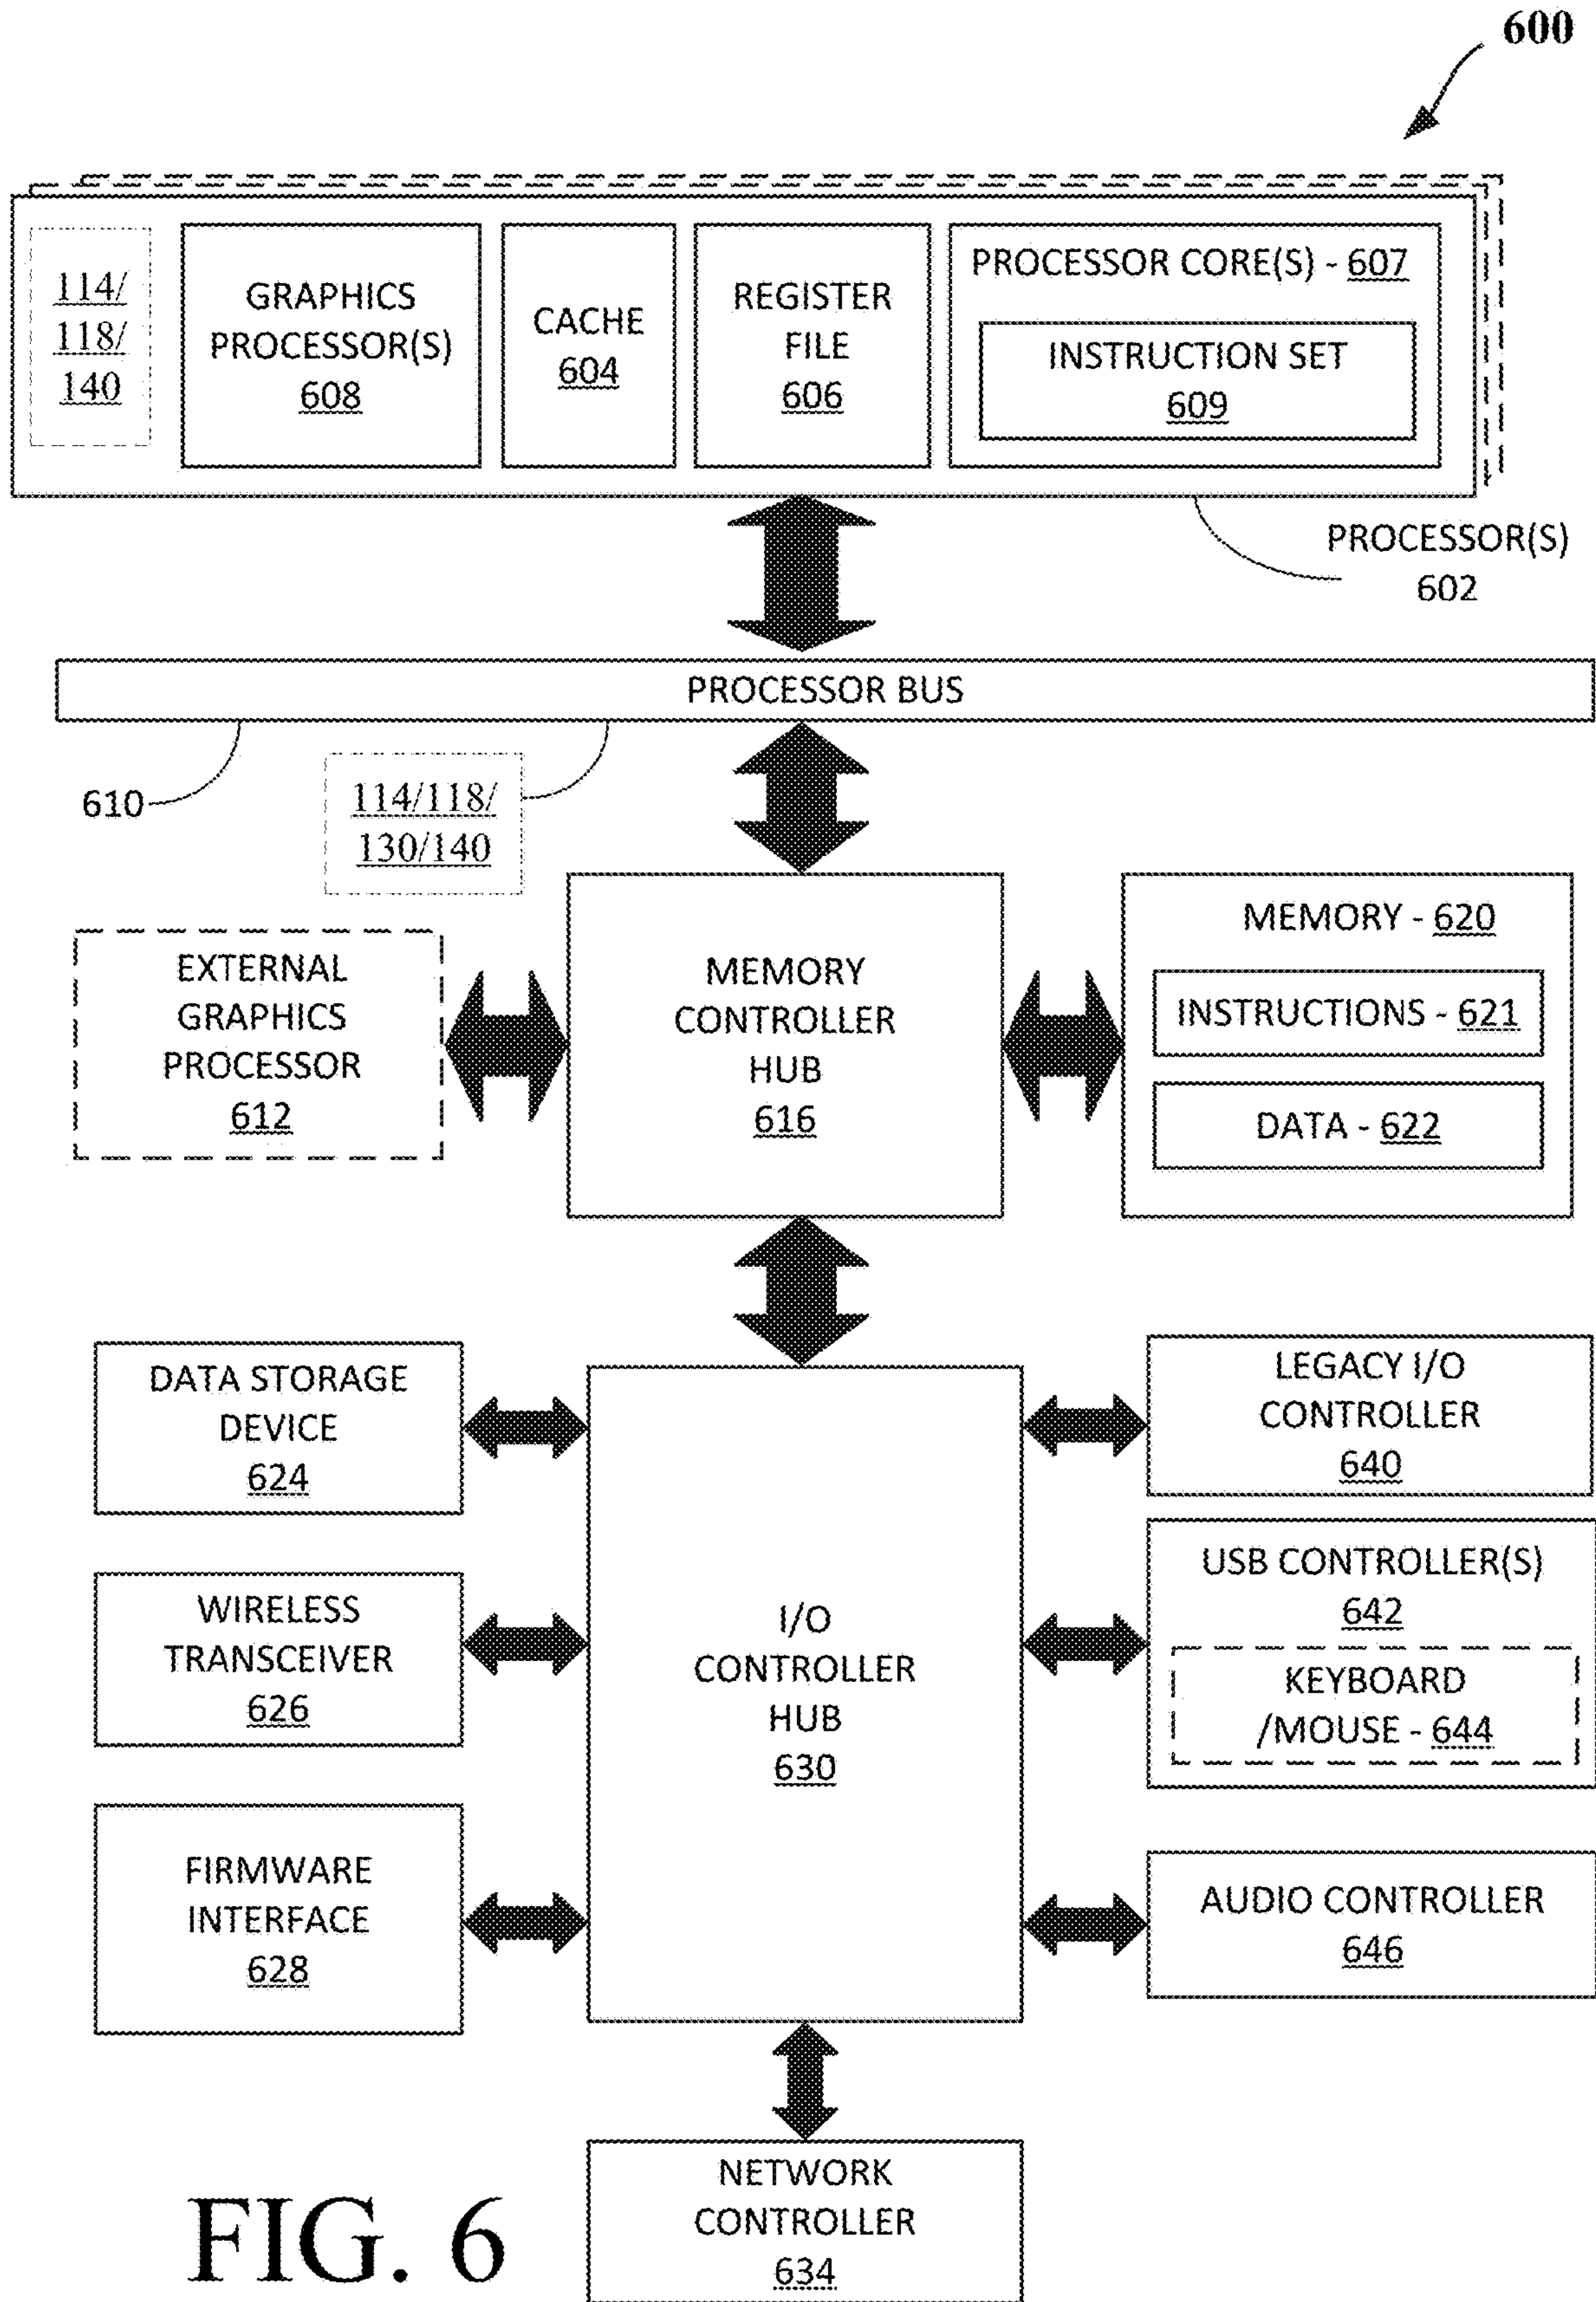 600
114/
118/
140
GRAPHICS
PROCESSOR(S)
608
CACHE
604
REGISTER
FILE
606
PROCESSOR CORE(S) - 607
INSTRUCTION SET
609
PROCESSOR(S)
602
PROCESSOR BUS
610
114/118/
130/140
EXTERNAL
GRAPHICS
PROCESSOR
612
MEMORY
CONTROLLER
HUB
616
MEMORY - 620
INSTRUCTIONS - 621
DATA - 622
DATA STORAGE
DEVICE
624
WIRELESS
TRANSCEIVER
626
FIRMWARE
INTERFACE
628
I/O
CONTROLLER
HUB
630
LEGACY I/O
CONTROLLER
640
USB CONTROLLER(S)
642
KEYBOARD
/MOUSE - 644
AUDIO CONTROLLER
646
NETWORK
CONTROLLER
634
FIG. 6